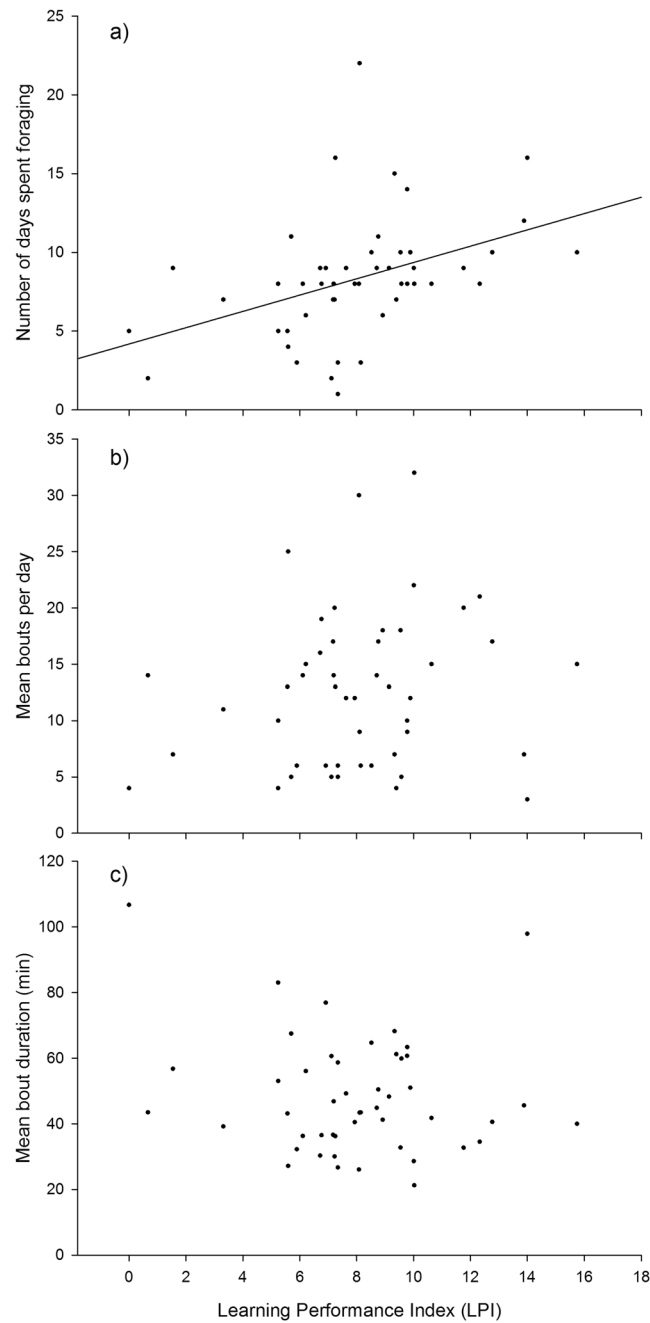 a)
Number of days spent foraging
25
20
15
10
5
0
b)
Mean bouts per day
35
30
25
20
15
10
5
0
c)
Mean bout duration (min)
120
100
80
60
40
20
0
0 2 4 6 8 10 12 14 16 18
Learning Performance Index (LPI)